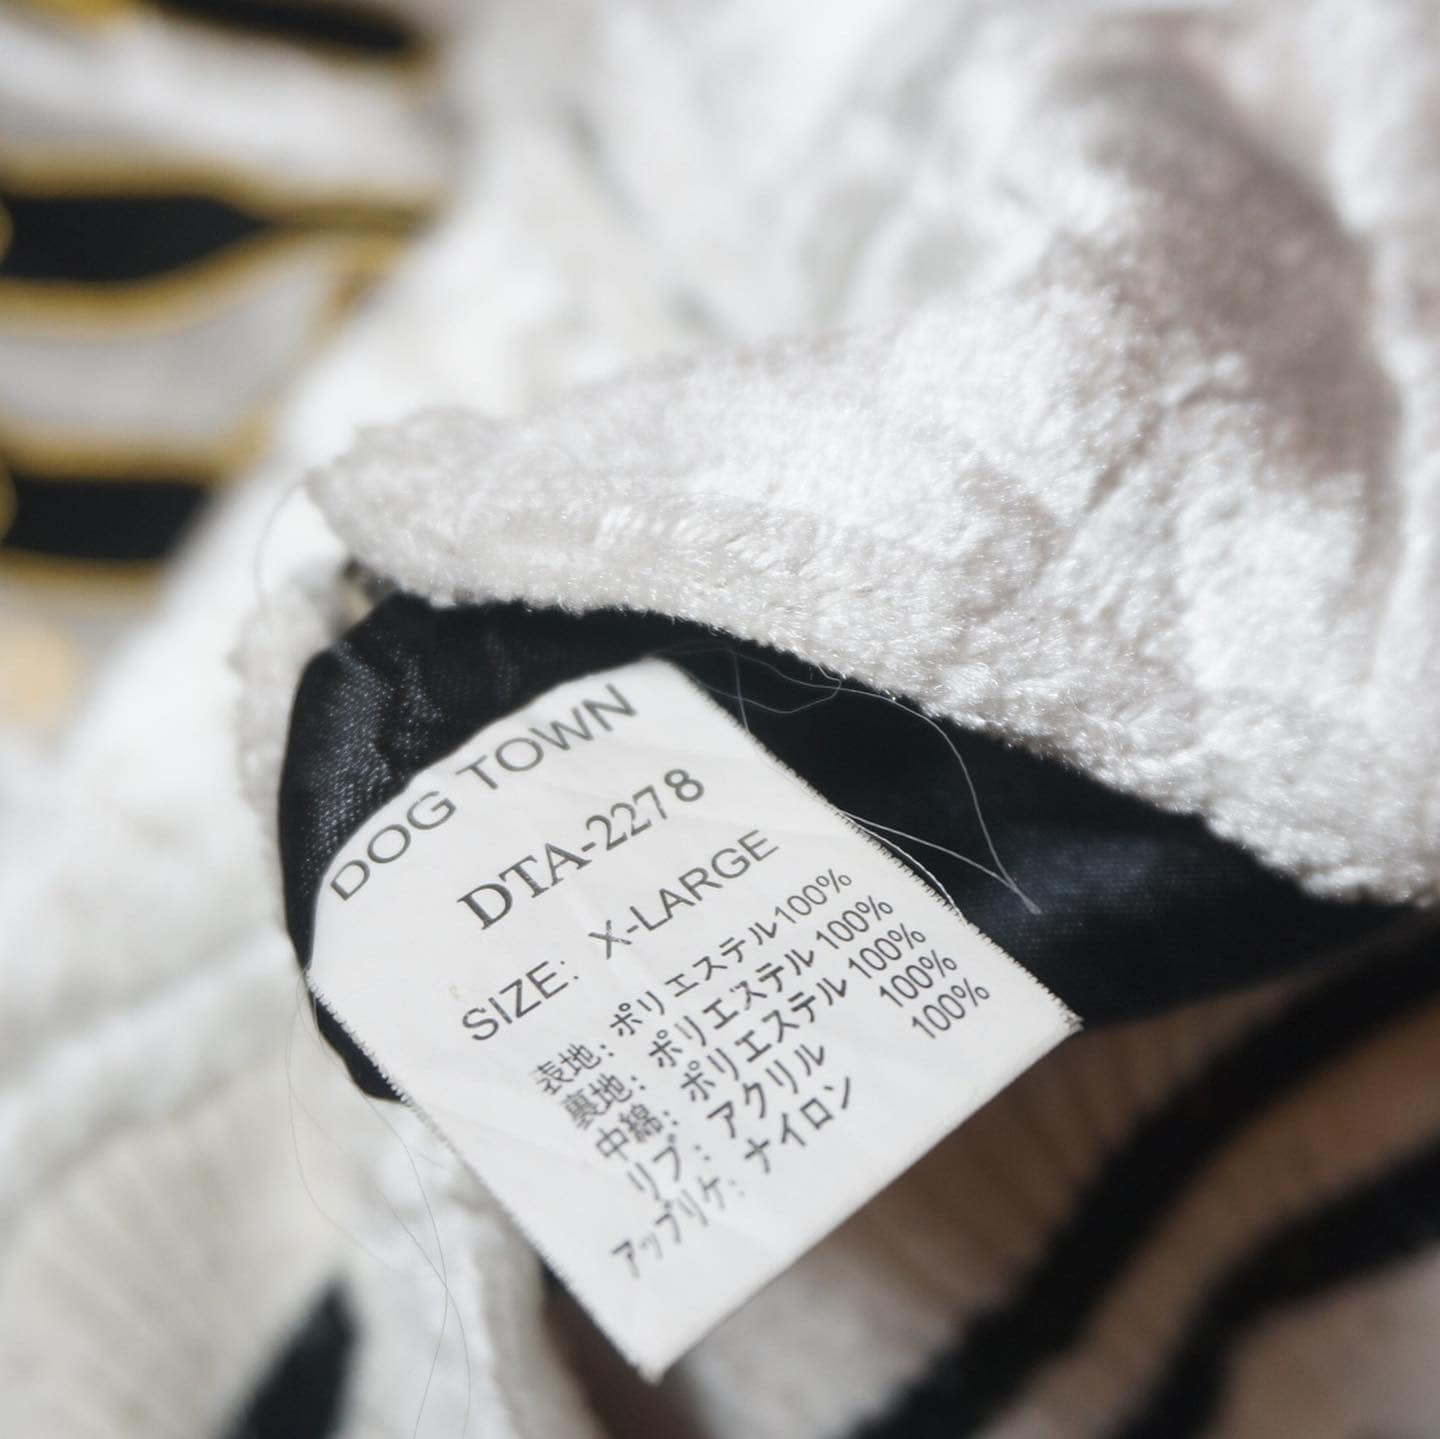 DOG TOWN
DTA-2278
SIZE: X-LARGE
表地: ポリエステル100%
裏地: ポリエステル100%
中綿: ポリエステル100%
リブ: アクリル 100%
アップリケ: ナイロン 100%